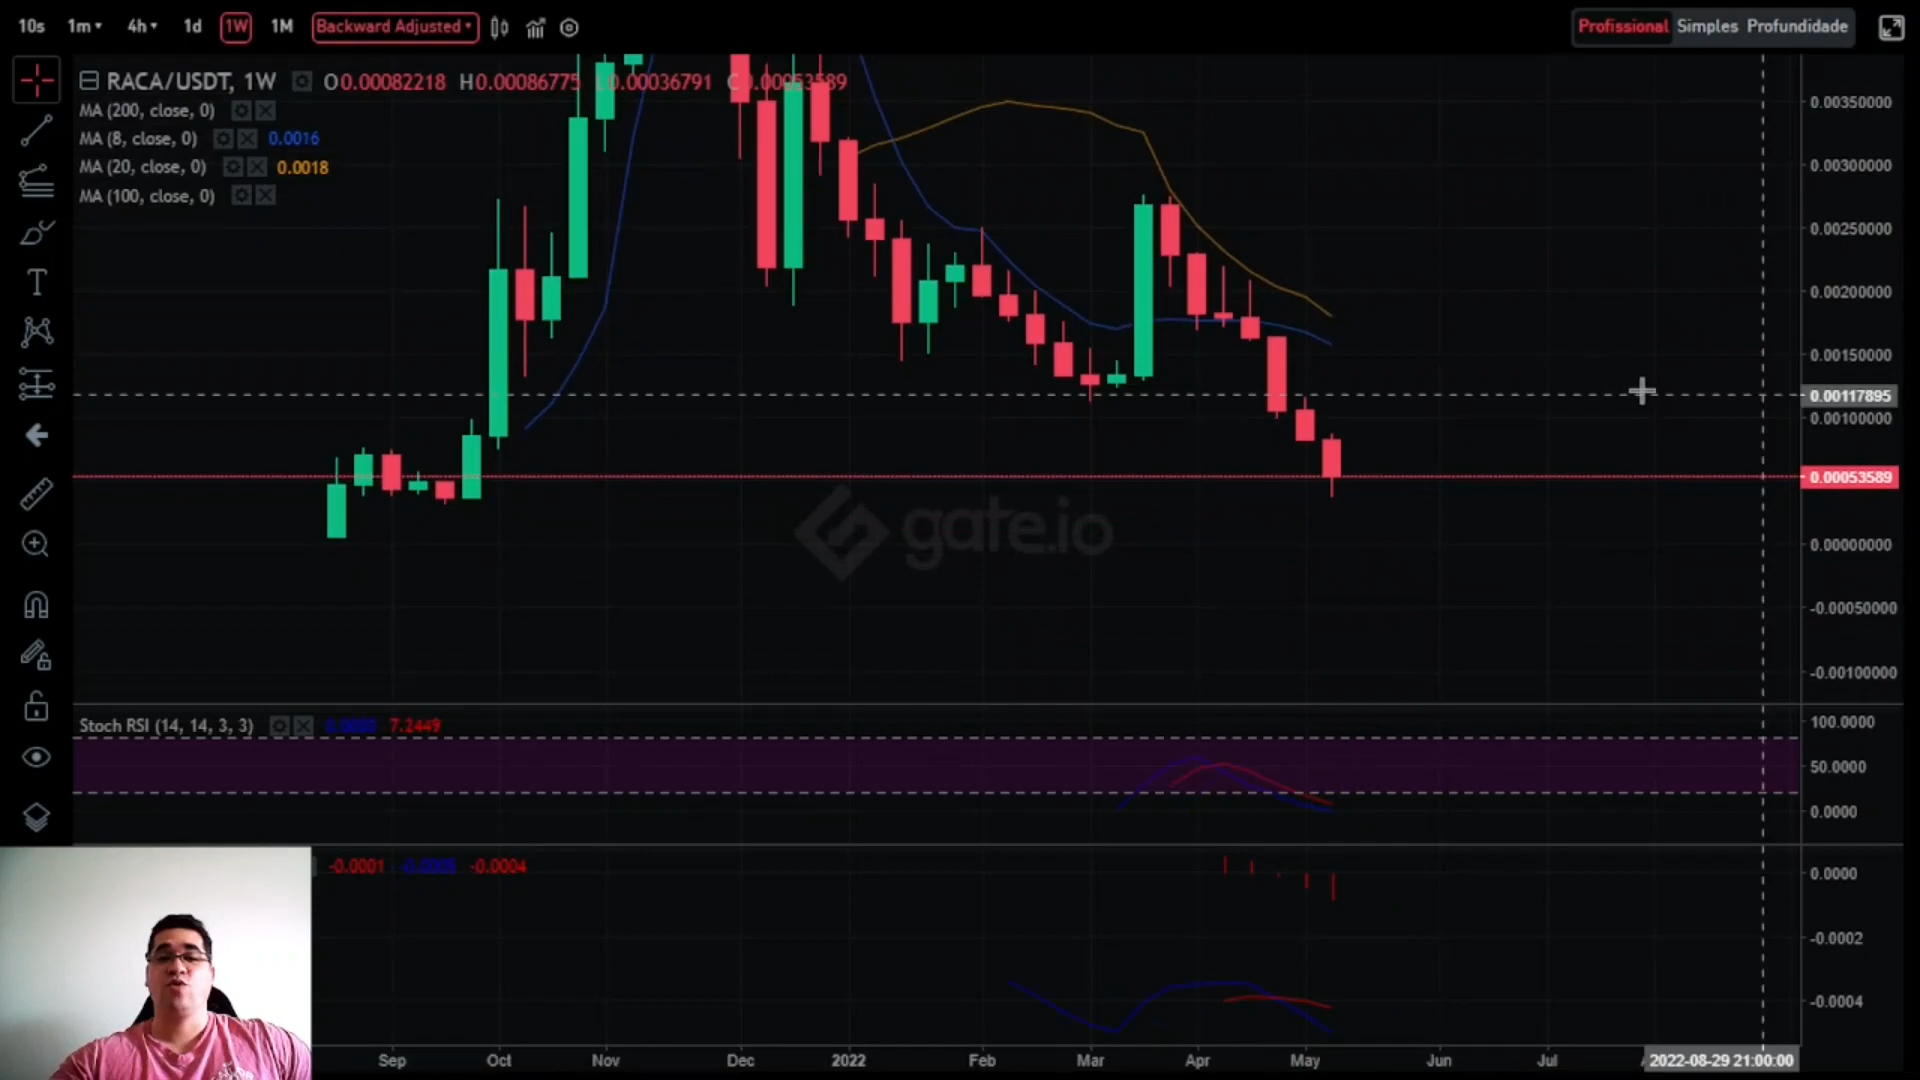 10s 1m 4h 1d 1W 1M Backward Adjusted Profissional Simples Profundidade
RACA/USDT, 1W O0.00082218 H0.00086775 0.00036791 C0.00053589
MA (200, close, 0)
MA (8, close, 0) 0.0016
MA (20, close, 0) 0.0018
MA (100, close, 0)
0.00350000
0.00300000
0.00250000
0.00200000
0.00150000
0.00117895
0.00100000
0.00053589
gate.io
0.00000000
-0.00050000
-0.00100000
Stoch RSI (14, 14, 3, 3) 7.2449
100.0000
50.0000
0.0000
-0.0001 -0.0004
0.0000
-0.0002
-0.0004
Sep Oct Nov Dec 2022 Feb Mar Apr May Jun Jul 2022-08-29 21:00:00